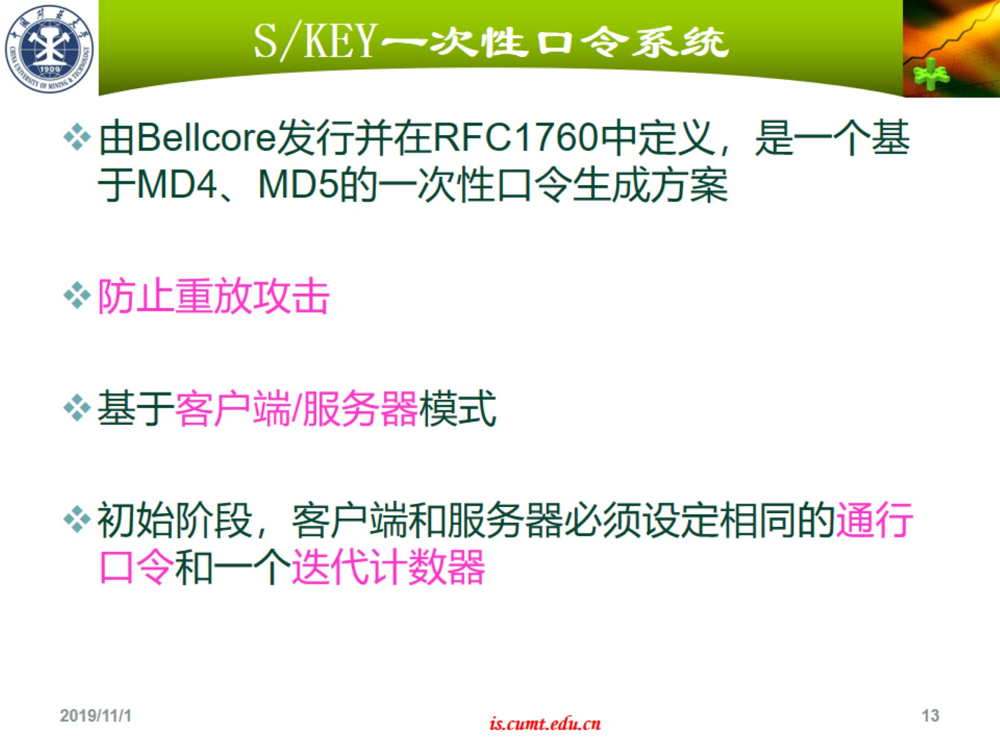 中国矿业大学
CHINA UNIVERSITY OF MINING & TECHNOLOGY
1909
S/KEY一次性口令系统
由Bellcore发行并在RFC1760中定义，是一个基
于MD4、MD5的一次性口令生成方案
防止重放攻击
基于客户端/服务器模式
初始阶段，客户端和服务器必须设定相同的通行
口令和一个迭代计数器
2019/11/1
is.cumt.edu.cn
13